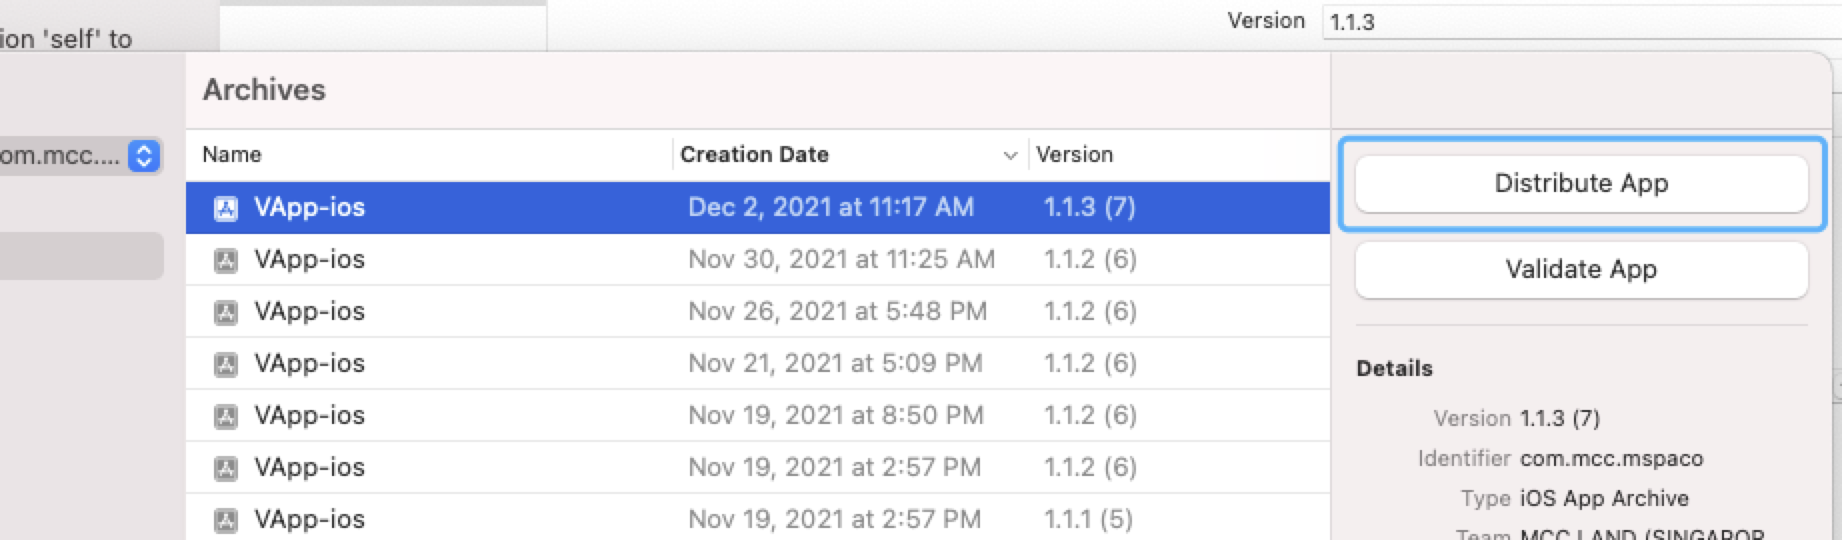 Version 1.1.3
ion 'self' to
Archives
om.mcc....
Name Creation Date Version
Distribute App
VApp-ios Dec 2, 2021 at 11:17 AM 1.1.3 (7)
VApp-ios Nov 30, 2021 at 11:25 AM 1.1.2 (6)
Validate App
VApp-ios Nov 26, 2021 at 5:48 PM 1.1.2 (6)
VApp-ios Nov 21, 2021 at 5:09 PM 1.1.2 (6)
Details
VApp-ios Nov 19, 2021 at 8:50 PM 1.1.2 (6)
Version 1.1.3 (7)
VApp-ios Nov 19, 2021 at 2:57 PM 1.1.2 (6)
Identifier com.mcc.mspaco
Type iOS App Archive
VApp-ios Nov 19, 2021 at 2:57 PM 1.1.1 (5)
Team MCC LAND (SINGAPOR